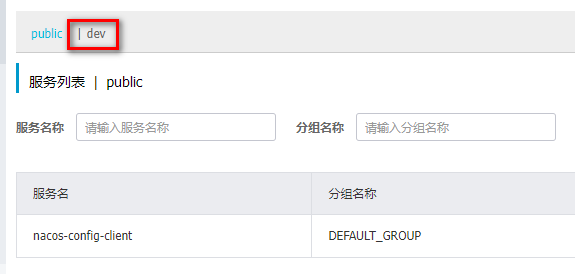 public | dev
服务列表 | public
服务名称 请输入服务名称 分组名称 请输入分组名称
服务名 分组名称
nacos-config-client DEFAULT_GROUP